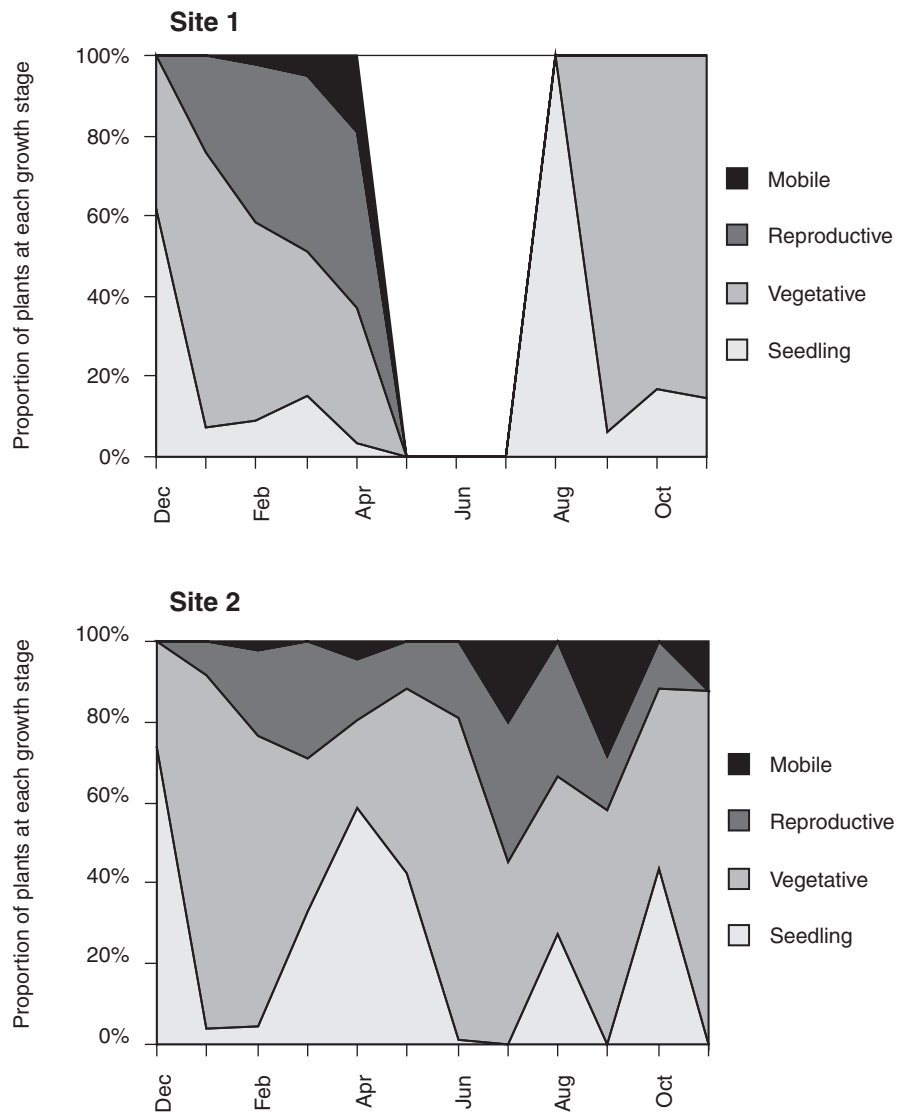 Site 1
Proportion of plants at each growth stage
100%
80%
60%
40%
20%
0%
Dec
Feb
Apr
Jun
Aug
Oct
Mobile
Reproductive
Vegetative
Seedling
Site 2
Proportion of plants at each growth stage
100%
80%
60%
40%
20%
0%
Dec
Feb
Apr
Jun
Aug
Oct
Mobile
Reproductive
Vegetative
Seedling